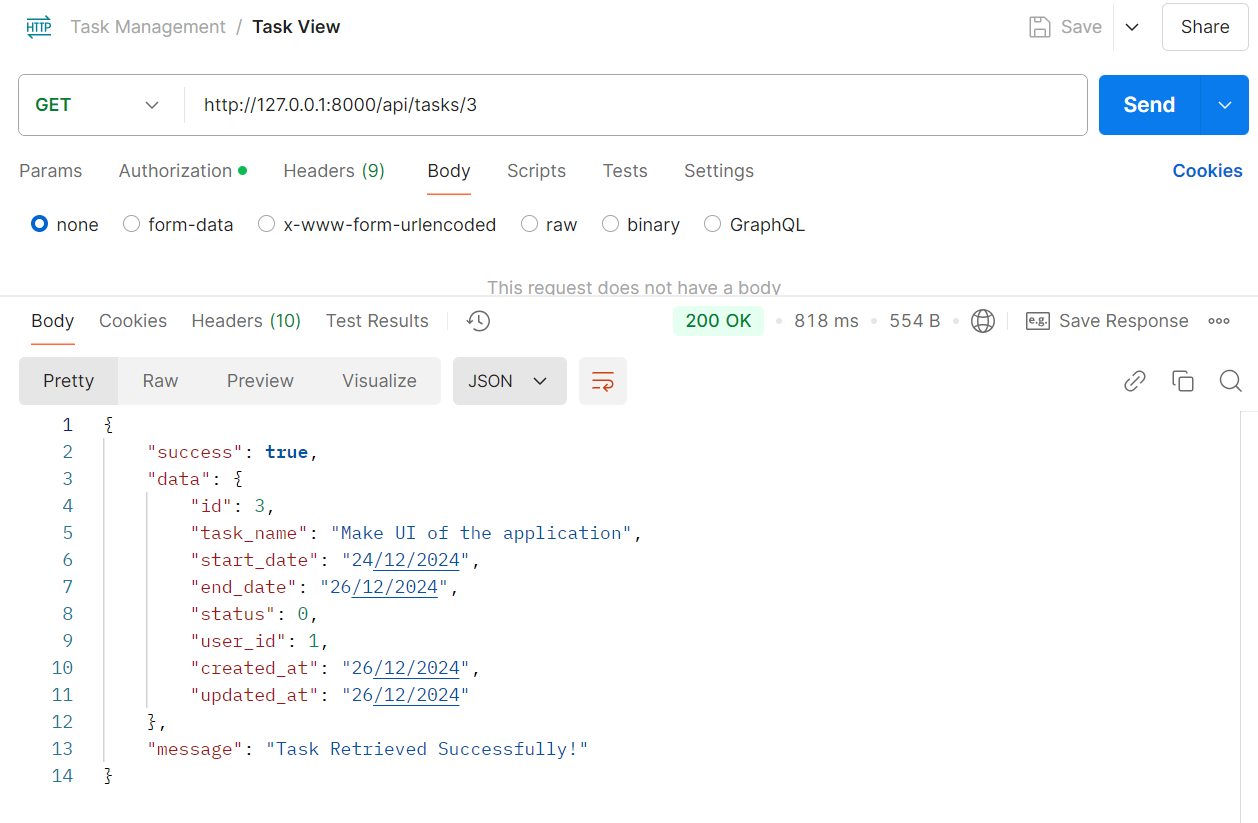 HTTP Task Management / Task View Save Share
GET http://127.0.0.1:8000/api/tasks/3 Send
Params Authorization Headers (9) Body Scripts Tests Settings Cookies
none form-data x-www-form-urlencoded raw binary GraphQL
This request does not have a body
Body Cookies Headers (10) Test Results 200 OK • 818 ms • 554 B • e.g. Save Response
Pretty Raw Preview Visualize JSON
1 {
2 "success": true,
3 "data": {
4 "id": 3,
5 "task_name": "Make UI of the application",
6 "start_date": "24/12/2024",
7 "end_date": "26/12/2024",
8 "status": 0,
9 "user_id": 1,
10 "created_at": "26/12/2024",
11 "updated_at": "26/12/2024"
12 },
13 "message": "Task Retrieved Successfully!"
14 }